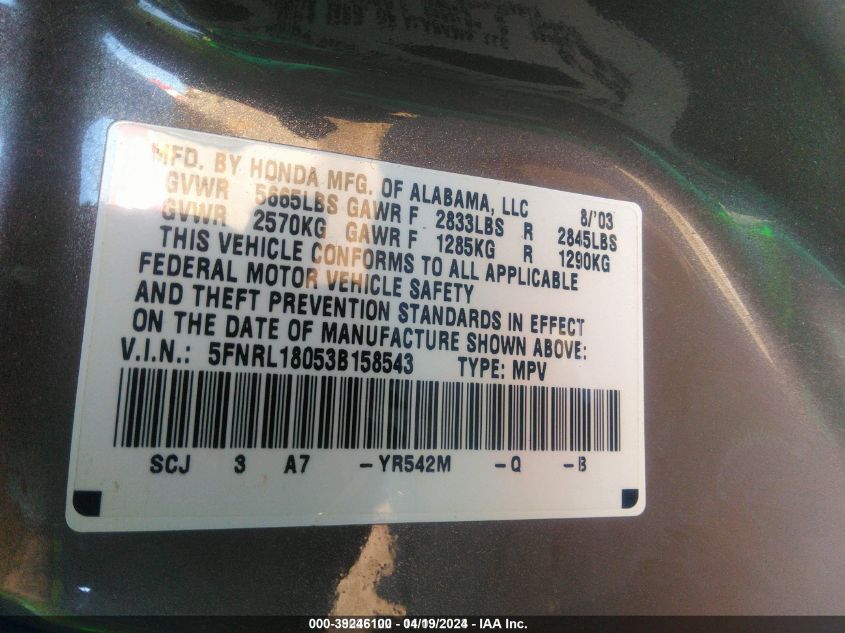 MFD. BY HONDA MFG. OF ALABAMA, LLC 8/'03
GVWR 5665LBS GAWR F 2833LBS R 2845LBS
GVWR 2570KG GAWR F 1285KG R 1290KG
THIS VEHICLE CONFORMS TO ALL APPLICABLE
FEDERAL MOTOR VEHICLE SAFETY
AND THEFT PREVENTION STANDARDS IN EFFECT
ON THE DATE OF MANUFACTURE SHOWN ABOVE:
V.I.N.: 5FNRL18053B158543 TYPE: MPV
SCJ 3 A7 -YR542M -Q -B
000-39246100 - 04/19/2024 - IAA Inc.